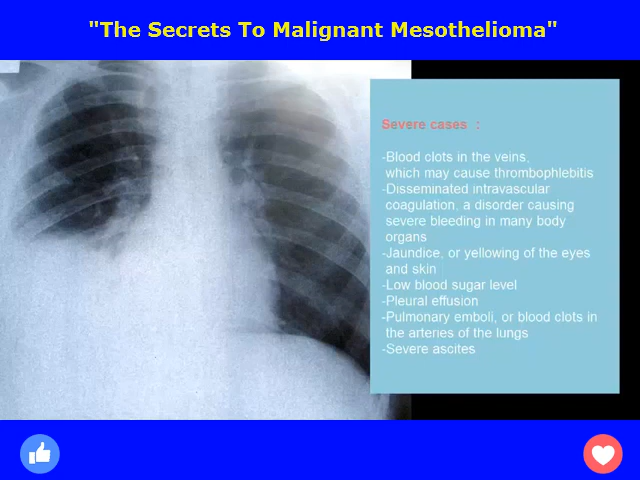 "The Secrets To Malignant Mesothelioma"
Severe cases :
-Blood clots in the veins,
which may cause thrombophlebitis
-Disseminated intravascular
coagulation, a disorder causing
severe bleeding in many body
organs
-Jaundice, or yellowing of the eyes
and skin
-Low blood sugar level
-Pleural effusion
-Pulmonary emboli, or blood clots in
the arteries of the lungs
-Severe ascites